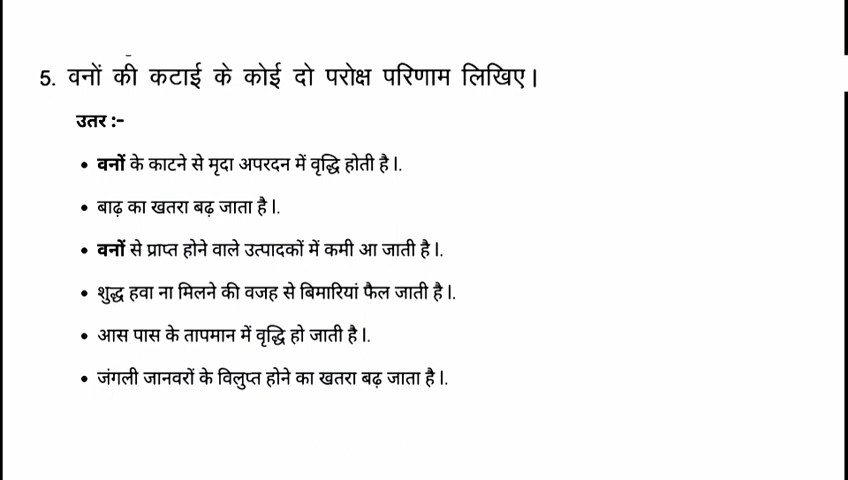 5. वनों की कटाई के कोई दो परोक्ष परिणाम लिखिए।
उतर :-
• वनों के काटने से मृदा अपरदन में वृद्धि होती है l.
• बाढ़ का खतरा बढ़ जाता है l.
• वनों से प्राप्त होने वाले उत्पादकों में कमी आ जाती है l.
• शुद्ध हवा ना मिलने की वजह से बिमारियां फैल जाती है l.
• आस पास के तापमान में वृद्धि हो जाती है l.
• जंगली जानवरों के विलुप्त होने का खतरा बढ़ जाता है l.